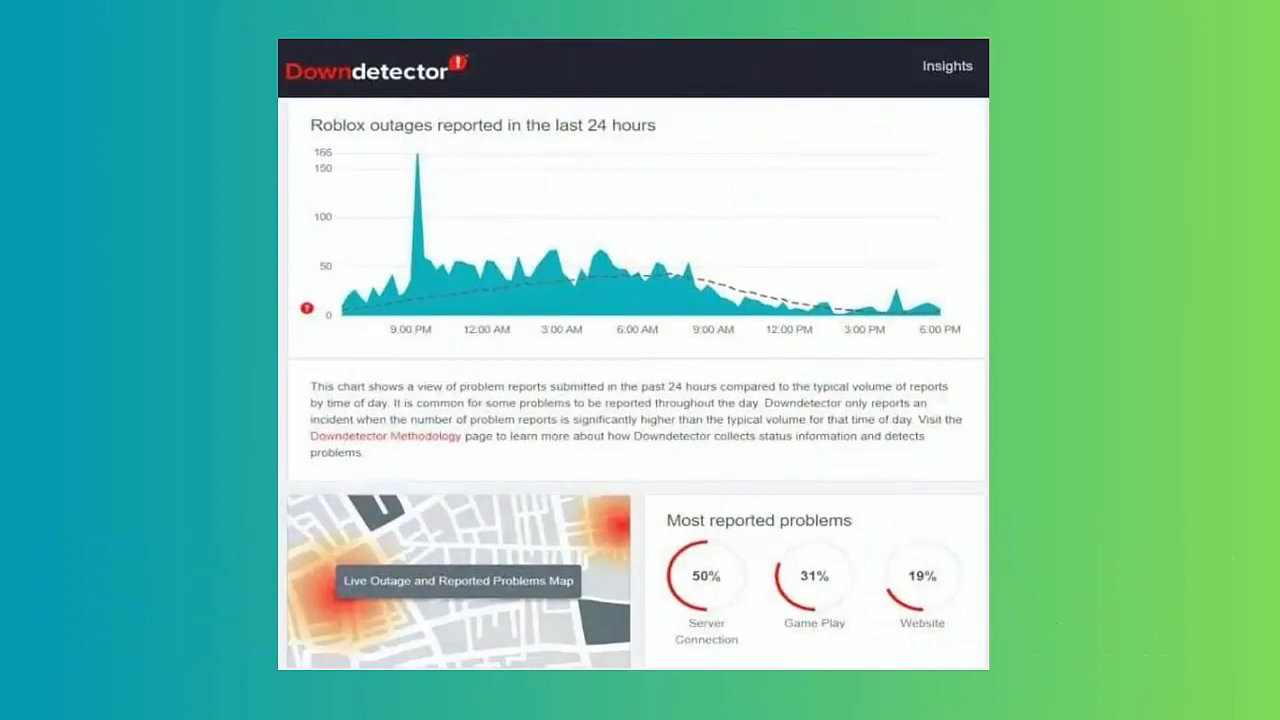 Downdetector
Insights
Roblox outages reported in the last 24 hours
166
150
100
50
0
9:00 PM 12:00 AM 3:00 AM 6:00 AM 9:00 AM 12:00 PM 3:00 PM 6:00 PM
This chart shows a view of problem reports submitted in the past 24 hours compared to the typical volume of reports
by time of day. It is common for some problems to be reported throughout the day. Downdetector only reports an
incident when the number of problem reports is significantly higher than the typical volume for that time of day. Visit the
Downdetector Methodology page to learn more about how Downdetector collects status information and detects
problems.
Live Outage and Reported Problems Map
Most reported problems
50% 31% 19%
Server Game Play Website
Connection